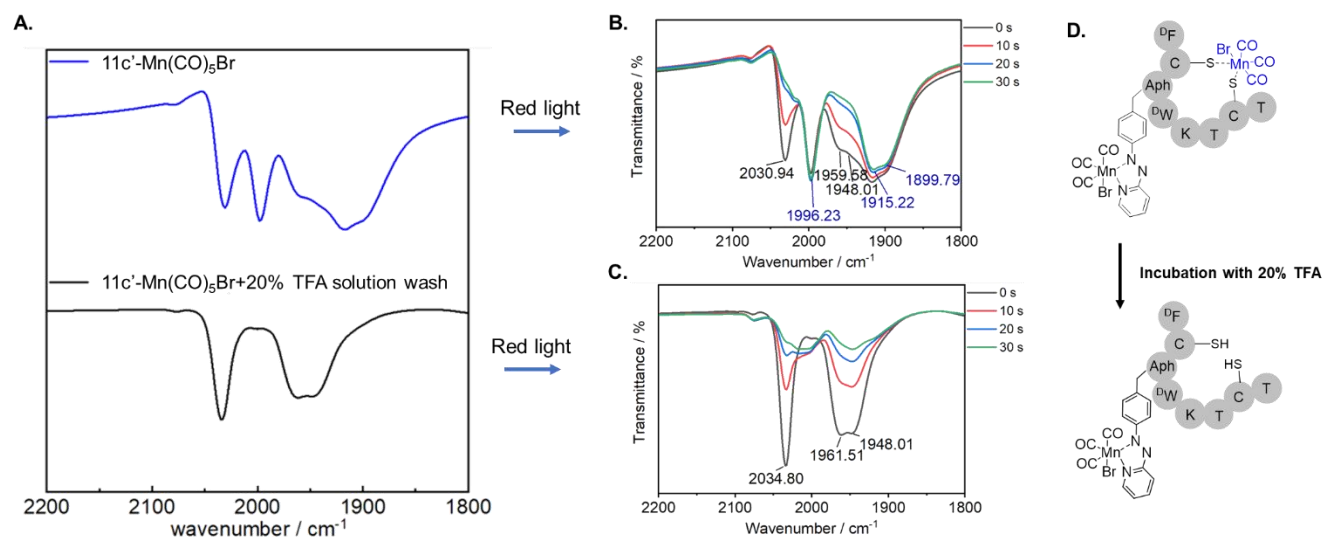 A.
11c'-Mn(CO)₅Br
11c'-Mn(CO)₅Br+20% TFA solution wash
2200 2100 2000 1900 1800
wavenumber / cm⁻¹
Red light
Red light
B.
0 s
10 s
20 s
30 s
Transmittance / %
2030.94
1959.58
1948.01
1899.79
1915.22
1996.23
2200 2100 2000 1900 1800
Wavenumber / cm⁻¹
C.
0 s
10 s
20 s
30 s
Transmittance / %
2034.80
1961.51
1948.01
2200 2100 2000 1900 1800
Wavenumber / cm⁻¹
D.
ᴰF
C
S
Br
CO
Mn
CO
CO
S
Aph
ᴰW
K
T
C
T
CO
OC
Mn
OC
Br
N
N
N
Incubation with 20% TFA
ᴰF
C
SH
HS
Aph
ᴰW
K
T
C
T
CO
OC
Mn
OC
Br
N
N
N